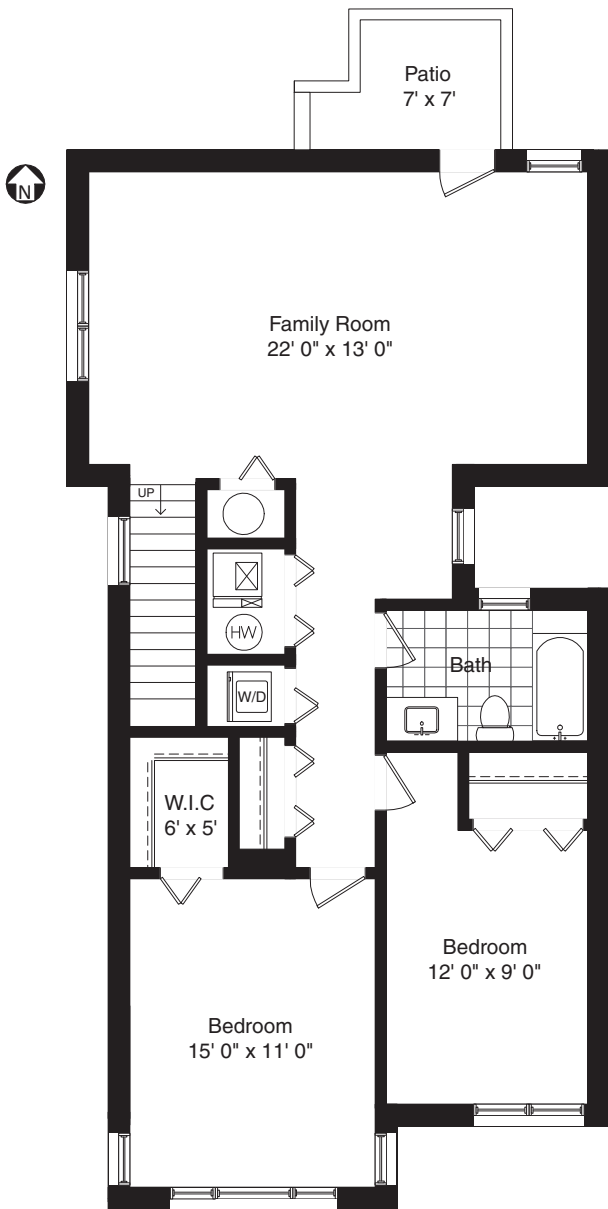 Patio
7' x 7'
N
Family Room
22' 0" x 13' 0"
UP
HW
Bath
W/D
W.I.C
6' x 5'
Bedroom
12' 0" x 9' 0"
Bedroom
15' 0" x 11' 0"